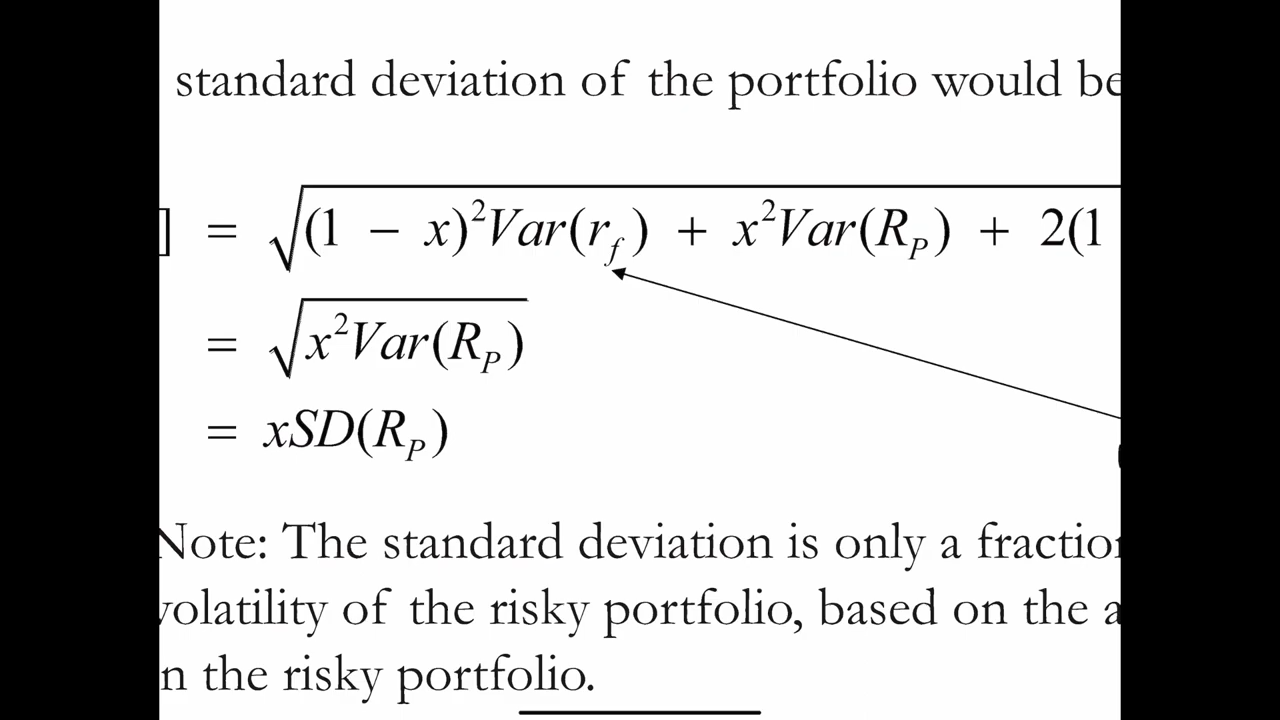 standard deviation of the portfolio would be
] = √(1 − x)²Var(r_f) + x²Var(R_P) + 2(1
= √x²Var(R_P)
= xSD(R_P)
Note: The standard deviation is only a fraction
volatility of the risky portfolio, based on the a
n the risky portfolio.